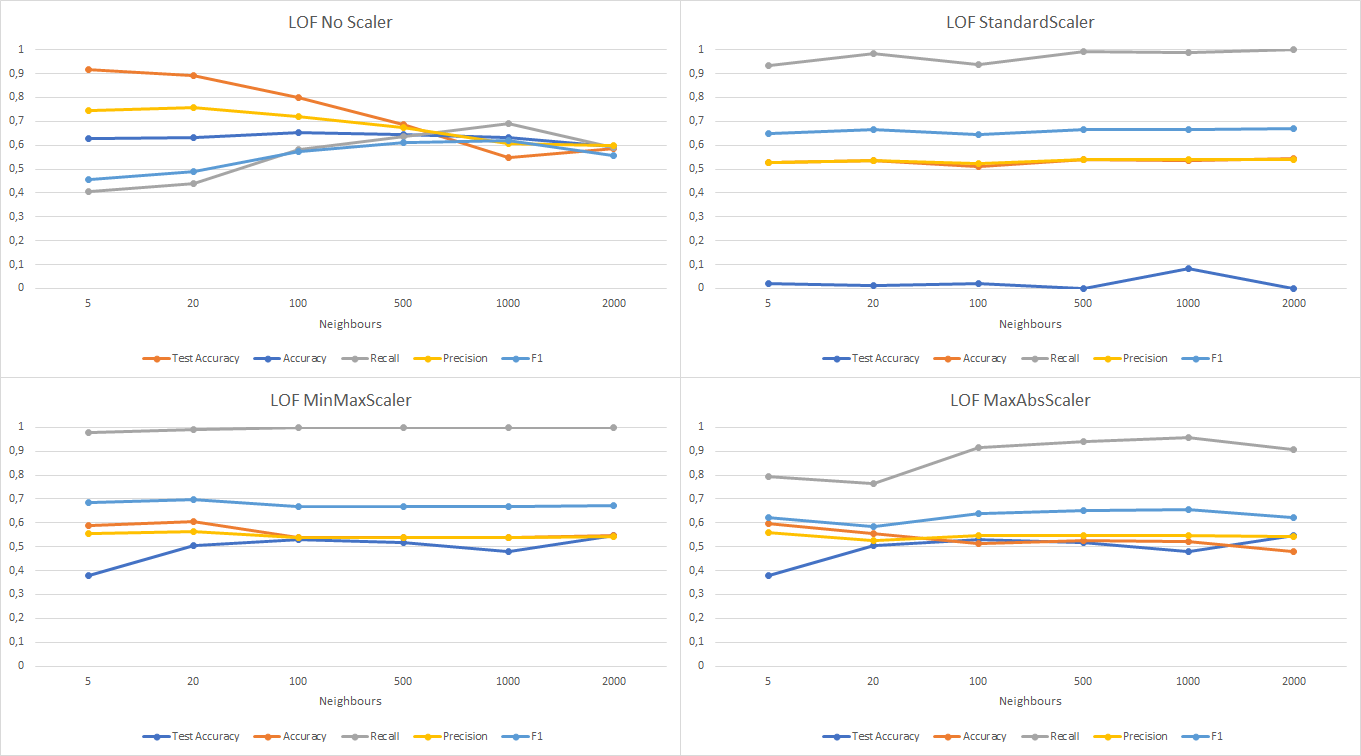 LOF No Scaler
1
0,9
0,8
0,7
0,6
0,5
0,4
0,3
0,2
0,1
0
5 20 100 500 1000 2000
Neighbours
Test Accuracy Accuracy Recall Precision F1
LOF StandardScaler
1
0,9
0,8
0,7
0,6
0,5
0,4
0,3
0,2
0,1
0
5 20 100 500 1000 2000
Neighbours
Test Accuracy Accuracy Recall Precision F1
LOF MinMaxScaler
1
0,9
0,8
0,7
0,6
0,5
0,4
0,3
0,2
0,1
0
5 20 100 500 1000 2000
Neighbours
Test Accuracy Accuracy Recall Precision F1
LOF MaxAbsScaler
1
0,9
0,8
0,7
0,6
0,5
0,4
0,3
0,2
0,1
0
5 20 100 500 1000 2000
Neighbours
Test Accuracy Accuracy Recall Precision F1